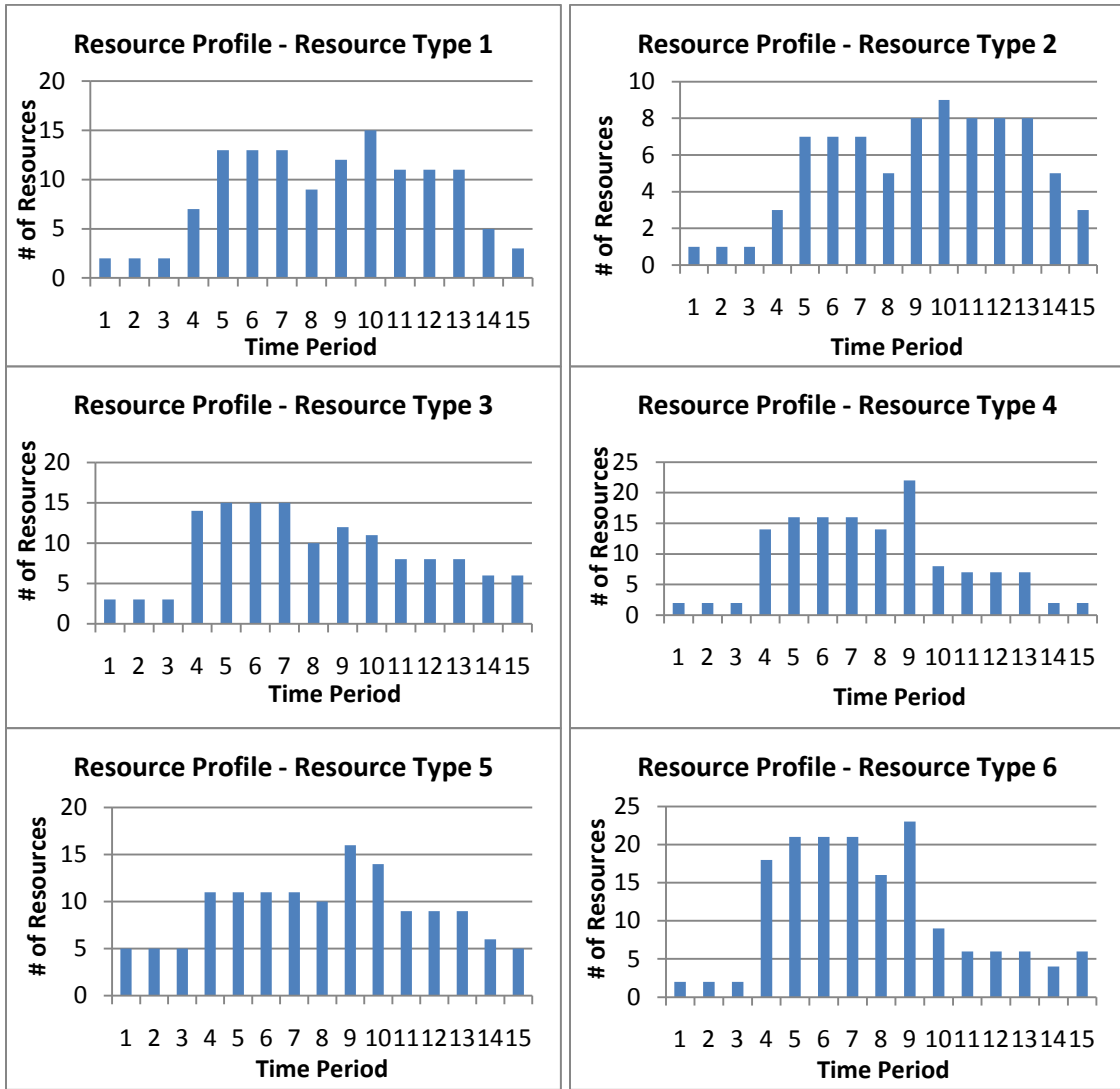 Resource Profile - Resource Type 1
# of Resources
20
15
10
5
0
1 2 3 4 5 6 7 8 9 10 11 12 13 14 15
Time Period
Resource Profile - Resource Type 2
# of Resources
10
8
6
4
2
0
1 2 3 4 5 6 7 8 9 10 11 12 13 14 15
Time Period
Resource Profile - Resource Type 3
# of Resources
20
15
10
5
0
1 2 3 4 5 6 7 8 9 10 11 12 13 14 15
Time Period
Resource Profile - Resource Type 4
# of Resources
25
20
15
10
5
0
1 2 3 4 5 6 7 8 9 10 11 12 13 14 15
Time Period
Resource Profile - Resource Type 5
# of Resources
20
15
10
5
0
1 2 3 4 5 6 7 8 9 10 11 12 13 14 15
Time Period
Resource Profile - Resource Type 6
# of Resources
25
20
15
10
5
0
1 2 3 4 5 6 7 8 9 10 11 12 13 14 15
Time Period